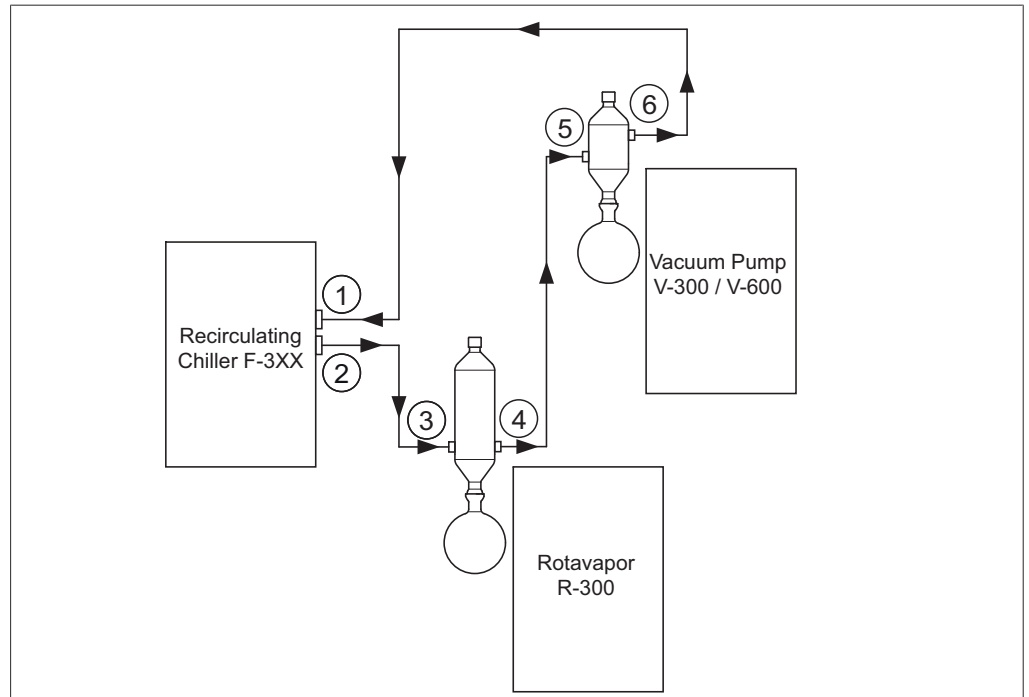 6
5
Vacuum Pump
V-300 / V-600
1
Recirculating
Chiller F-3XX
2
3
4
Rotavapor
R-300